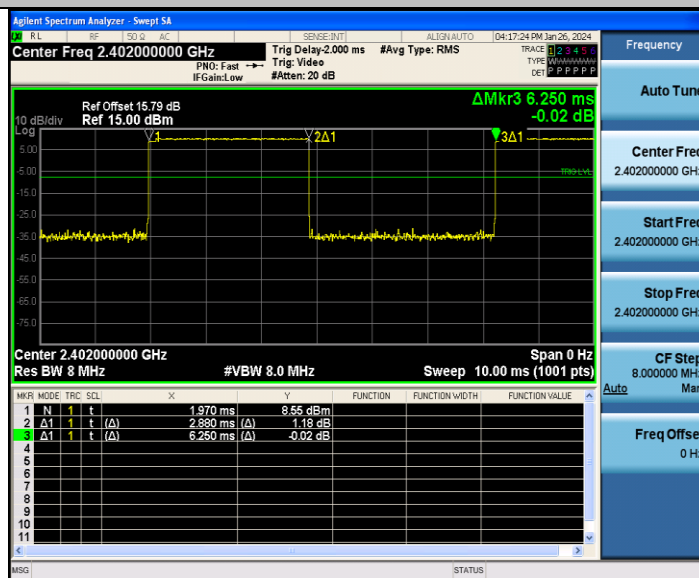 Agilent Spectrum Analyzer - Swept SA
RL RF 50 Ω AC SENSE:INT ALIGNAUTO 04:17:24 PM Jan 26, 2024
Center Freq 2.402000000 GHz
PNO: Fast
IFGain:Low
Trig Delay-2.000 ms
Trig: Video
#Atten: 20 dB
#Avg Type: RMS
TRACE 1 2 3 4 5 6
TYPE
DET P P P P P P
ΔMkr3 6.250 ms
-0.02 dB
Ref Offset 15.79 dB
10 dB/div Ref 15.00 dBm
Log
1 2Δ1 3Δ1
5.00
-5.00 TRIG LVL
-15.0
-25.0
-35.0
-45.0
-55.0
-65.0
-75.0
Center 2.402000000 GHz Span 0 Hz
Res BW 8 MHz #VBW 8.0 MHz Sweep 10.00 ms (1001 pts)
MKR MODE TRC SCL X Y FUNCTION FUNCTION WIDTH FUNCTION VALUE
1 N 1 t 1.970 ms 8.55 dBm
2 Δ1 1 t (Δ) 2.880 ms (Δ) 1.18 dB
3 Δ1 1 t (Δ) 6.250 ms (Δ) -0.02 dB
4
5
6
7
8
9
10
11
MSG STATUS
Frequency
Auto Tune
Center Freq
2.402000000 GHz
Start Freq
2.402000000 GHz
Stop Freq
2.402000000 GHz
CF Step
8.000000 MHz
Auto Man
Freq Offset
0 Hz